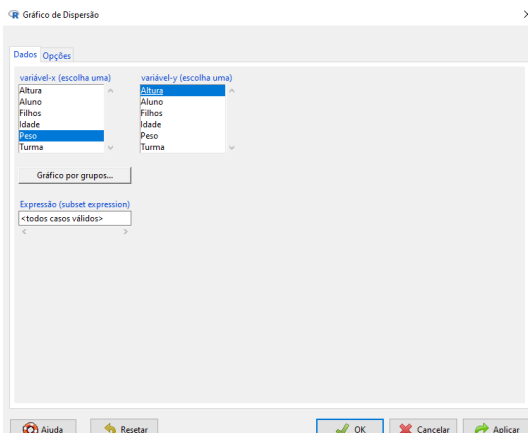 Gráfico de Dispersão
Dados Opções
variável-x (escolha uma)
Altura
Aluno
Filhos
Idade
Peso
Turma
variável-y (escolha uma)
Altura
Aluno
Filhos
Idade
Peso
Turma
Gráfico por grupos...
Expressão (subset expression)
<todos casos válidos>
Ajuda Resetar OK Cancelar Aplicar